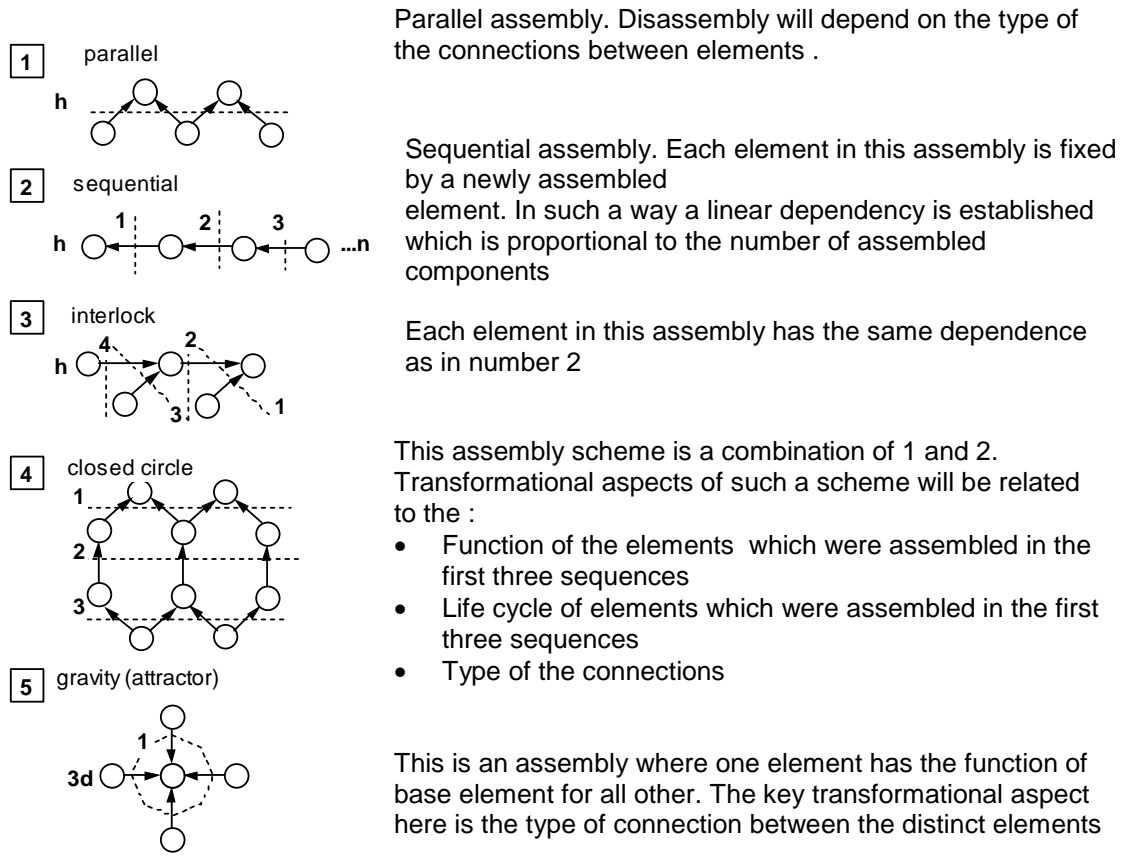 Parallel assembly. Disassembly will depend on the type of
the connections between elements .
1 parallel
h
Sequential assembly. Each element in this assembly is fixed
by a newly assembled
element. In such a way a linear dependency is established
which is proportional to the number of assembled
components
2 sequential
1 2 3
h ...n
3 interlock
4 2
h
3 1
Each element in this assembly has the same dependence
as in number 2
4 closed circle
1
2
3
This assembly scheme is a combination of 1 and 2.
Transformational aspects of such a scheme will be related
to the :
• Function of the elements which were assembled in the
first three sequences
• Life cycle of elements which were assembled in the first
three sequences
• Type of the connections
5 gravity (attractor)
1
3d
This is an assembly where one element has the function of
base element for all other. The key transformational aspect
here is the type of connection between the distinct elements